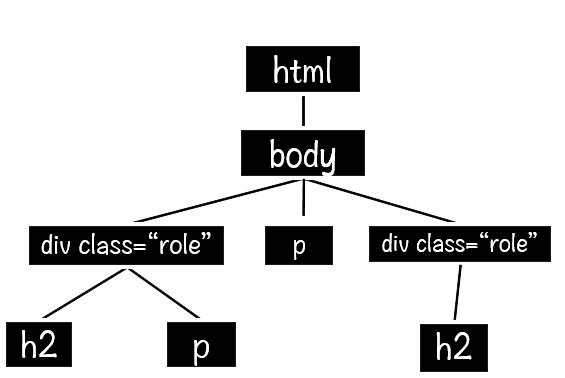 html
body
div class=“role”
p
div class=“role”
h2
p
h2